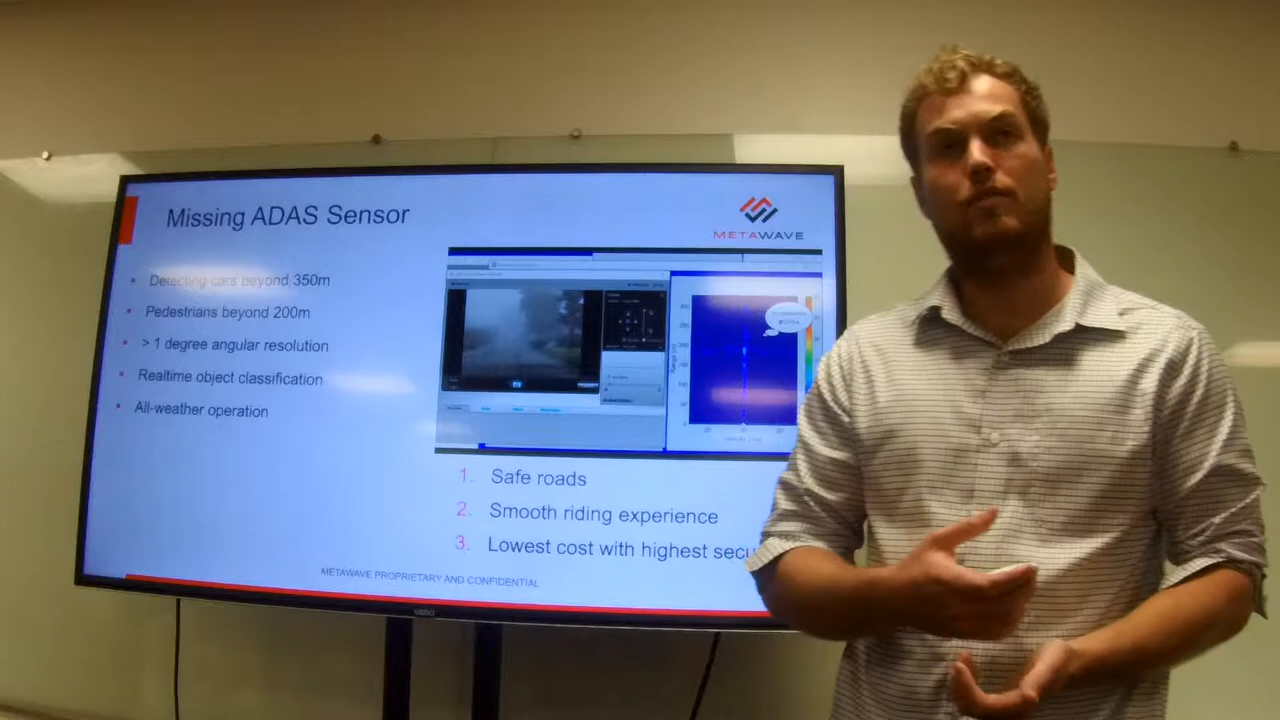 Missing ADAS Sensor
METAWAVE
Detecting cars beyond 350m
Pedestrians beyond 200m
> 1 degree angular resolution
Realtime object classification
All-weather operation
1. Safe roads
2. Smooth riding experience
3. Lowest cost with highest secu
METAWAVE PROPRIETARY AND CONFIDENTIAL
VIZIO